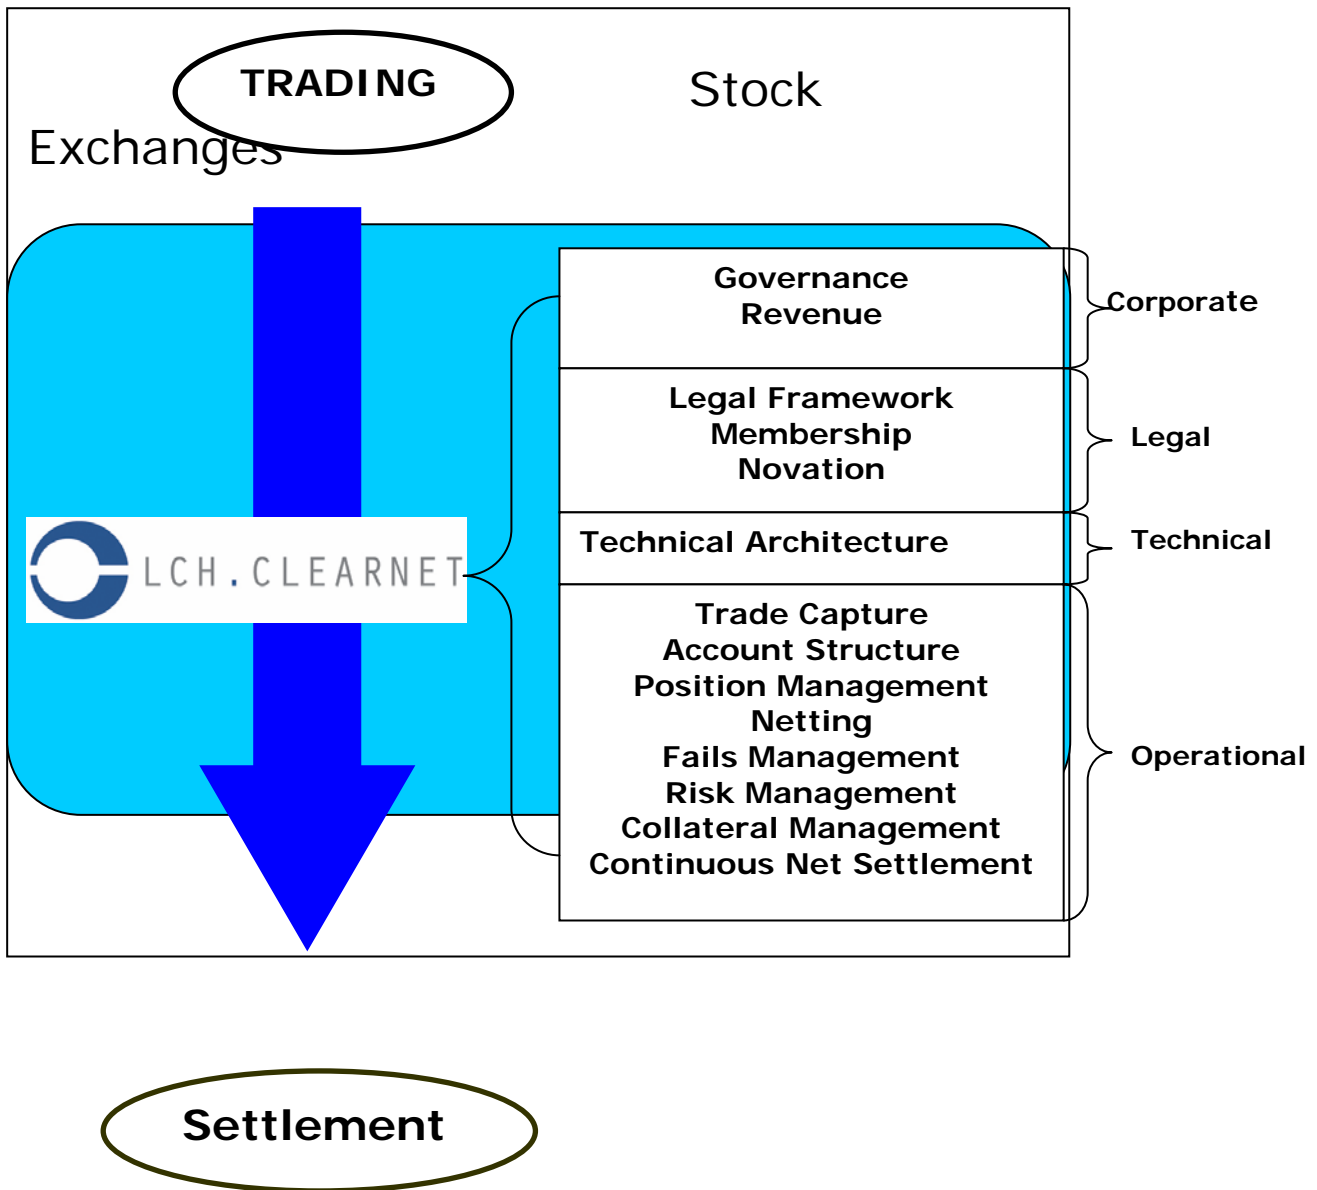 TRADING
Stock
Exchanges
Governance
Revenue
Corporate
Legal Framework
Membership
Novation
Legal
Technical Architecture
Technical
LCH.CLEARNET
Trade Capture
Account Structure
Position Management
Netting
Fails Management
Risk Management
Collateral Management
Continuous Net Settlement
Operational
Settlement